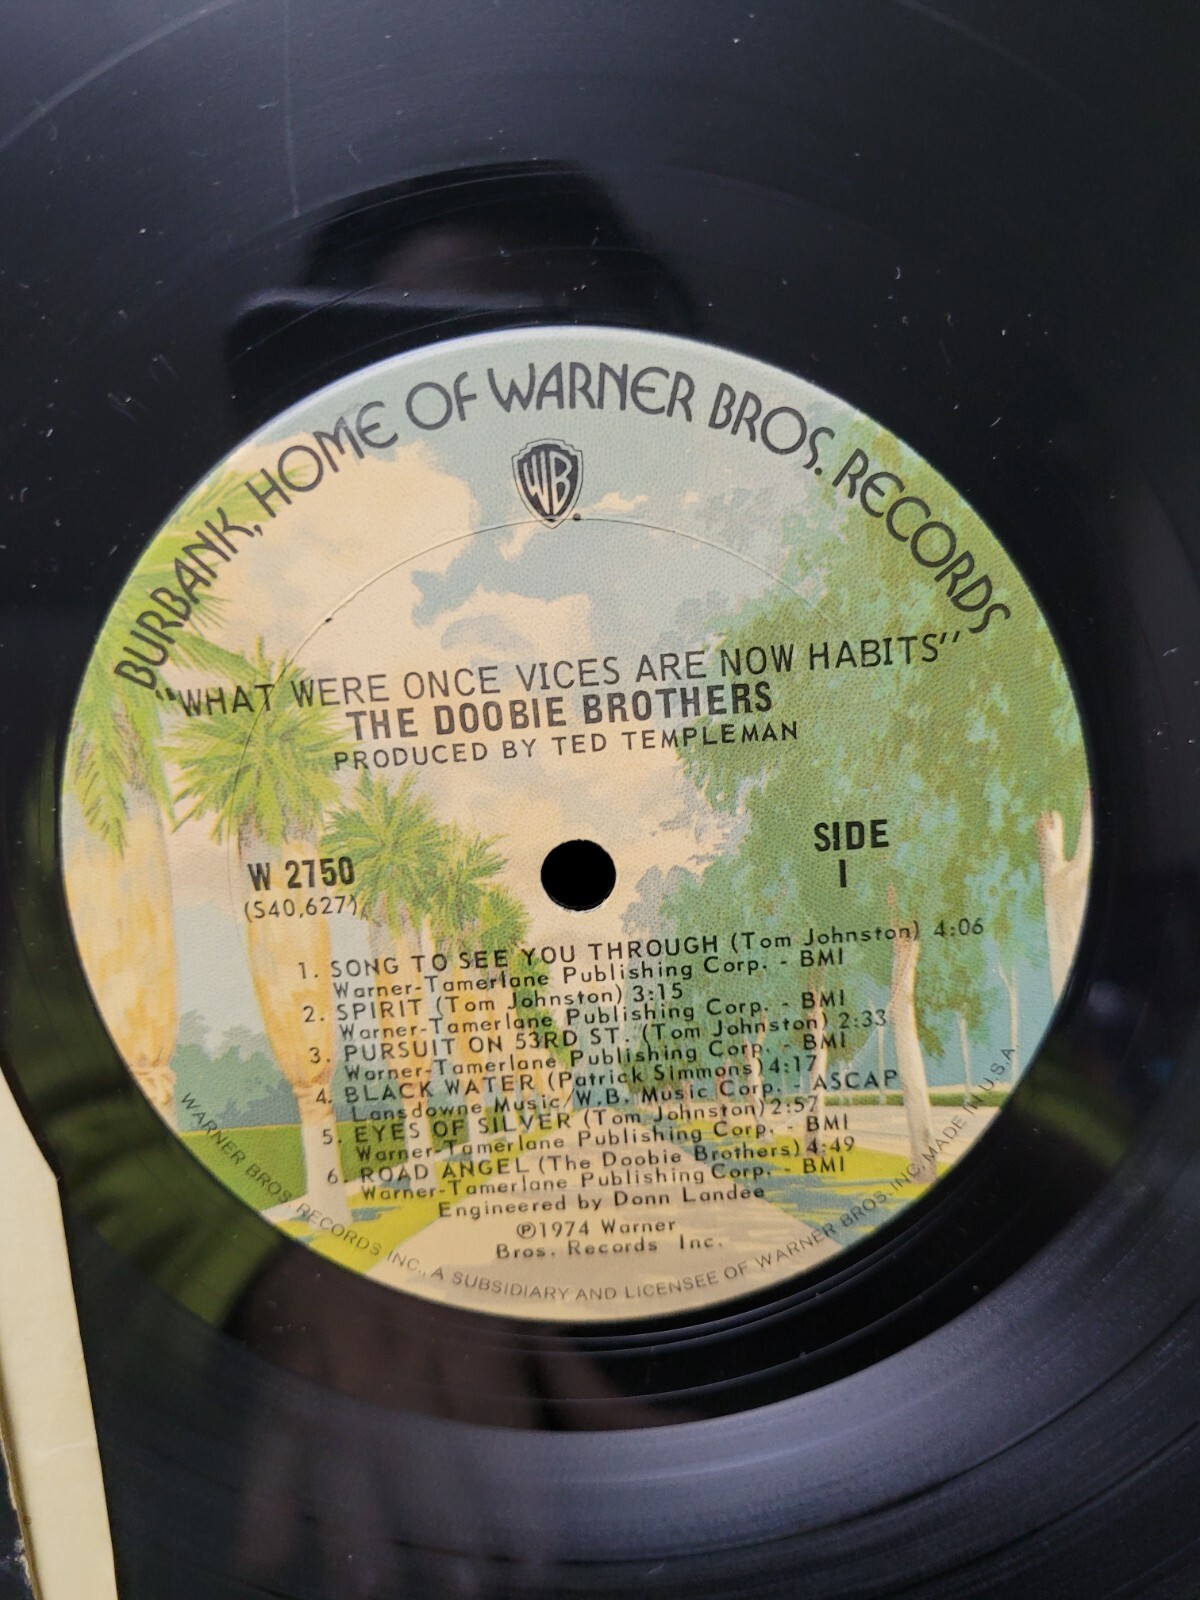 BURBANK, HOME OF WARNER BROS. RECORDS
WB
"WHAT WERE ONCE VICES ARE NOW HABITS"
THE DOOBIE BROTHERS
PRODUCED BY TED TEMPLEMAN
W 2750
(S40,627)
SIDE
1
1. SONG TO SEE YOU THROUGH (Tom Johnston) 4:06
Warner-Tamerlane Publishing Corp. - BMI
2. SPIRIT (Tom Johnston) 3:15
Warner-Tamerlane Publishing Corp. - BMI
3. PURSUIT ON 53RD ST. (Tom Johnston) 2:33
Warner-Tamerlane Publishing Corp. - BMI
4. BLACK WATER (Patrick Simmons) 4:17
Lansdowne Music/W.B. Music Corp. - ASCAP
5. EYES OF SILVER (Tom Johnston) 2:57
Warner-Tamerlane Publishing Corp. - BMI
6. ROAD ANGEL (The Doobie Brothers) 4:49
Warner-Tamerlane Publishing Corp. - BMI
Engineered by Donn Landee
℗1974 Warner
Bros. Records Inc.
WARNER BROS. RECORDS INC., A SUBSIDIARY AND LICENSEE OF WARNER BROS. INC. MADE IN U.S.A.